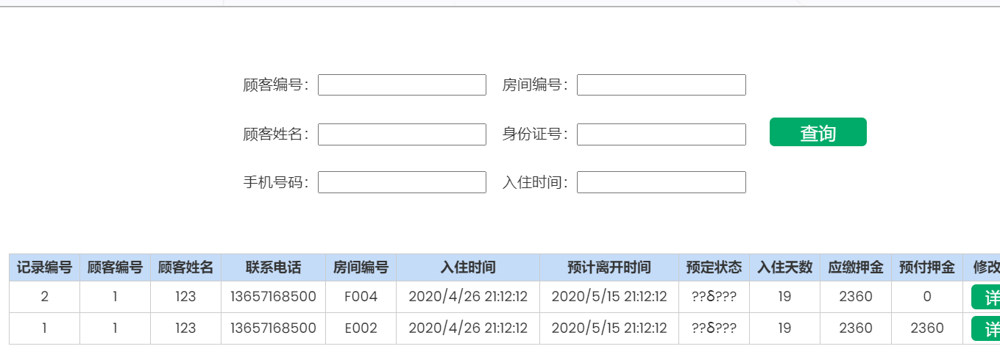 顾客编号： 房间编号：
顾客姓名： 身份证号： 查询
手机号码： 入住时间：
记录编号 顾客编号 顾客姓名 联系电话 房间编号 入住时间 预计离开时间 预定状态 入住天数 应缴押金 预付押金 修改
2 1 123 13657168500 F004 2020/4/26 21:12:12 2020/5/15 21:12:12 ??δ??? 19 2360 0 详
1 1 123 13657168500 E002 2020/4/26 21:12:12 2020/5/15 21:12:12 ??δ??? 19 2360 2360 详